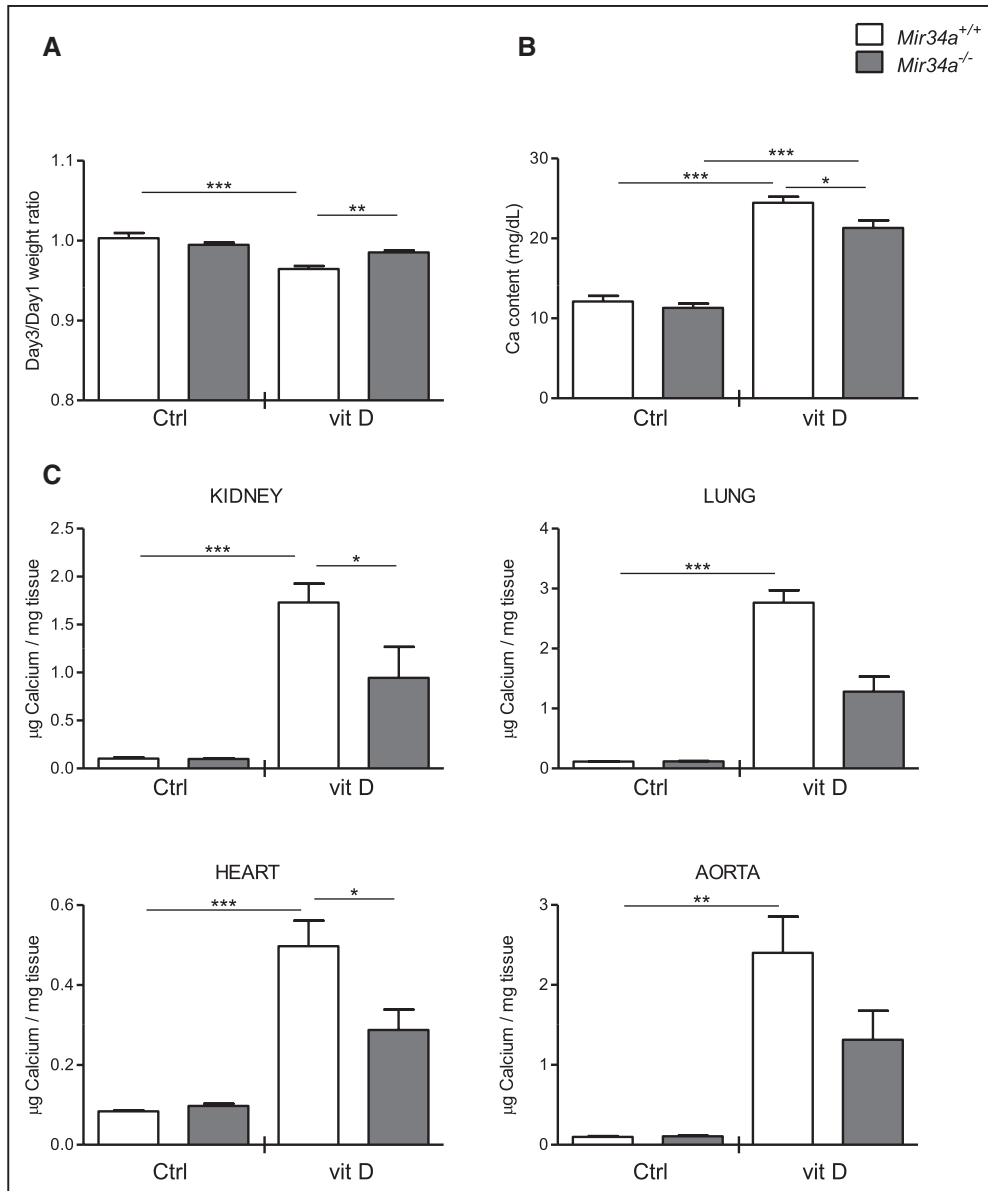 A
B
Mir34a+/+
Mir34a-/-
Day3/Day1 weight ratio
1.1
1.0
0.9
0.8
***
**
Ctrl
vit D
Ca content (mg/dL)
30
20
10
0
***
***
*
Ctrl
vit D
C
KIDNEY
µg Calcium / mg tissue
2.5
2.0
1.5
1.0
0.5
0.0
***
*
Ctrl
vit D
LUNG
µg Calcium / mg tissue
4
3
2
1
0
***
Ctrl
vit D
HEART
µg Calcium / mg tissue
0.6
0.4
0.2
0.0
***
*
Ctrl
vit D
AORTA
µg Calcium / mg tissue
3
2
1
0
**
Ctrl
vit D